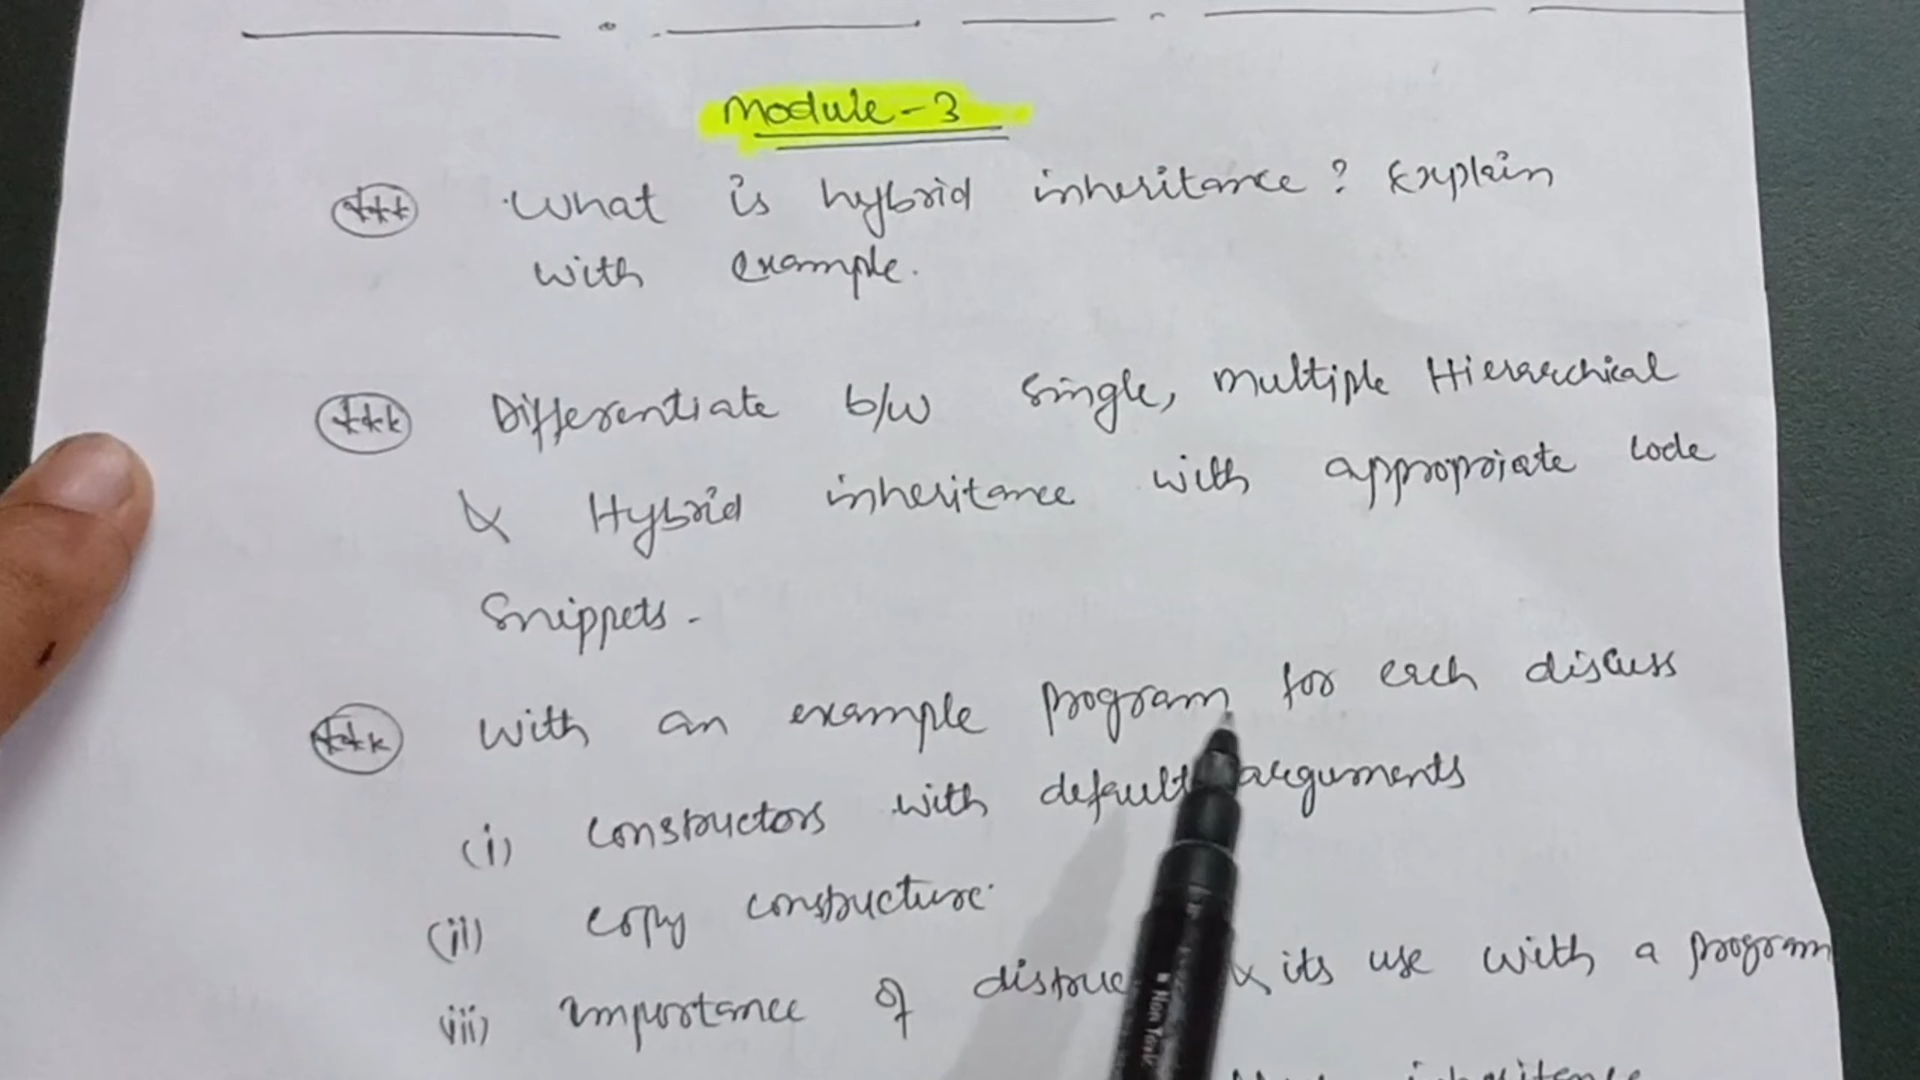 Module-3
*** What is hybrid inheritance? Explain
with example.
*** Differentiate b/w single, multiple Hierarchical
& Hybrid inheritance with appropriate code
Snippets.
*** With an example program for each discuss
(i) constructors with default arguments
(ii) copy constructure.
iii) importance of & its use with a program
inheritence